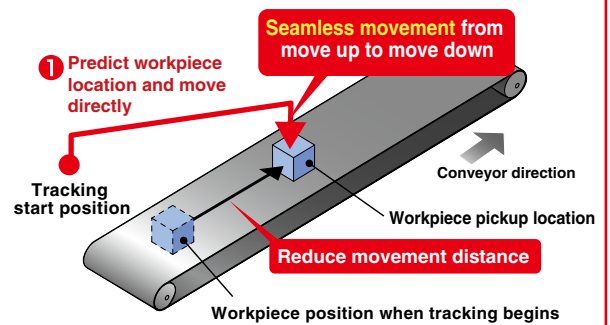 Seamless movement from
move up to move down
1 Predict workpiece
location and move
directly
Tracking
start position
Conveyor direction
Workpiece pickup location
Reduce movement distance
Workpiece position when tracking begins